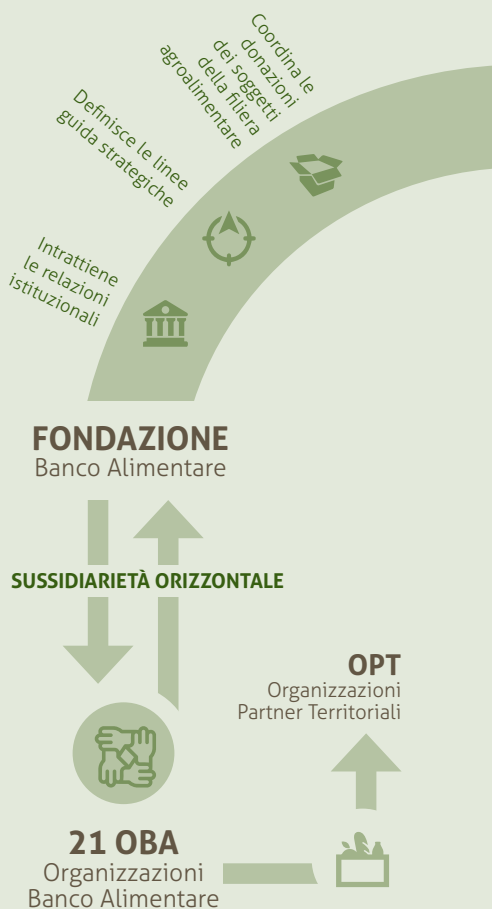 Coordina le
donazioni
dei soggetti
della filiera
agroalimentare
Definisce le linee
guida strategiche
Intrattiene
le relazioni
istituzionali
FONDAZIONE
Banco Alimentare
SUSSIDIARIETÀ ORIZZONTALE
OPT
Organizzazioni
Partner Territoriali
21 OBA
Organizzazioni
Banco Alimentare